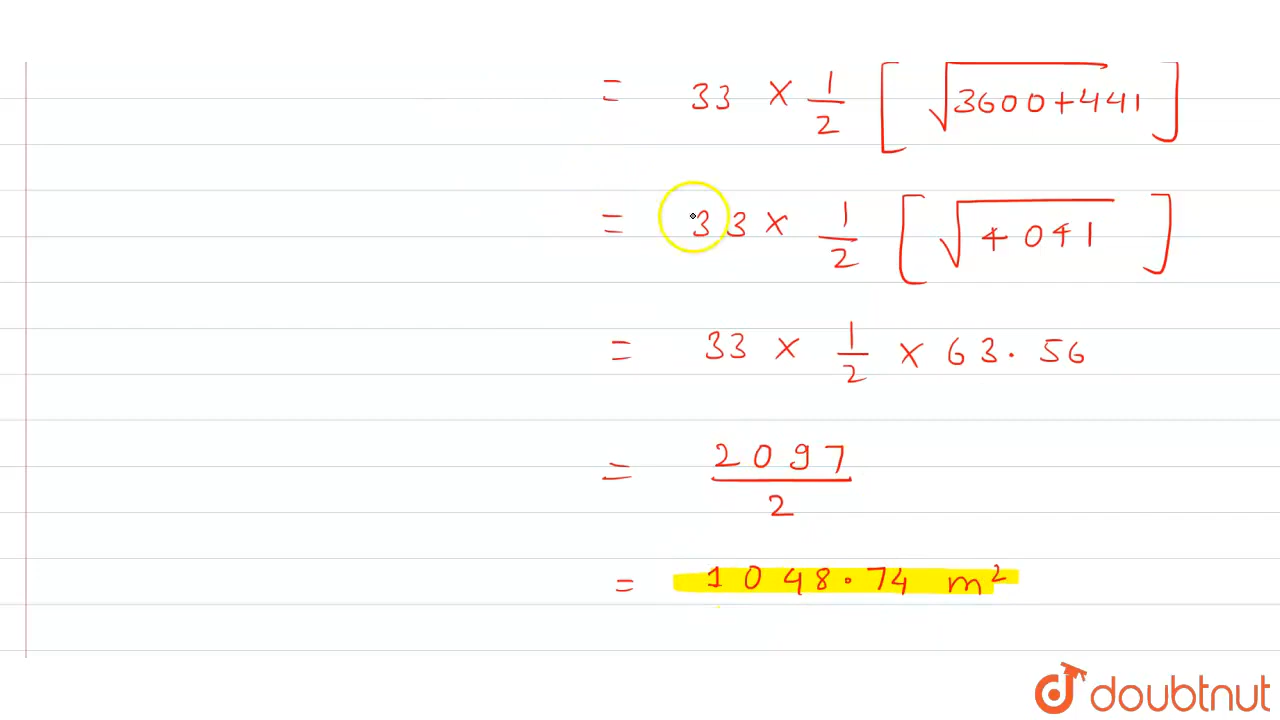 = 33 × 1/2 [√3600+441]
= 33 × 1/2 [√4041]
= 33 × 1/2 × 63.56
= 2097/2
= 1048.74 m²
doubtnut